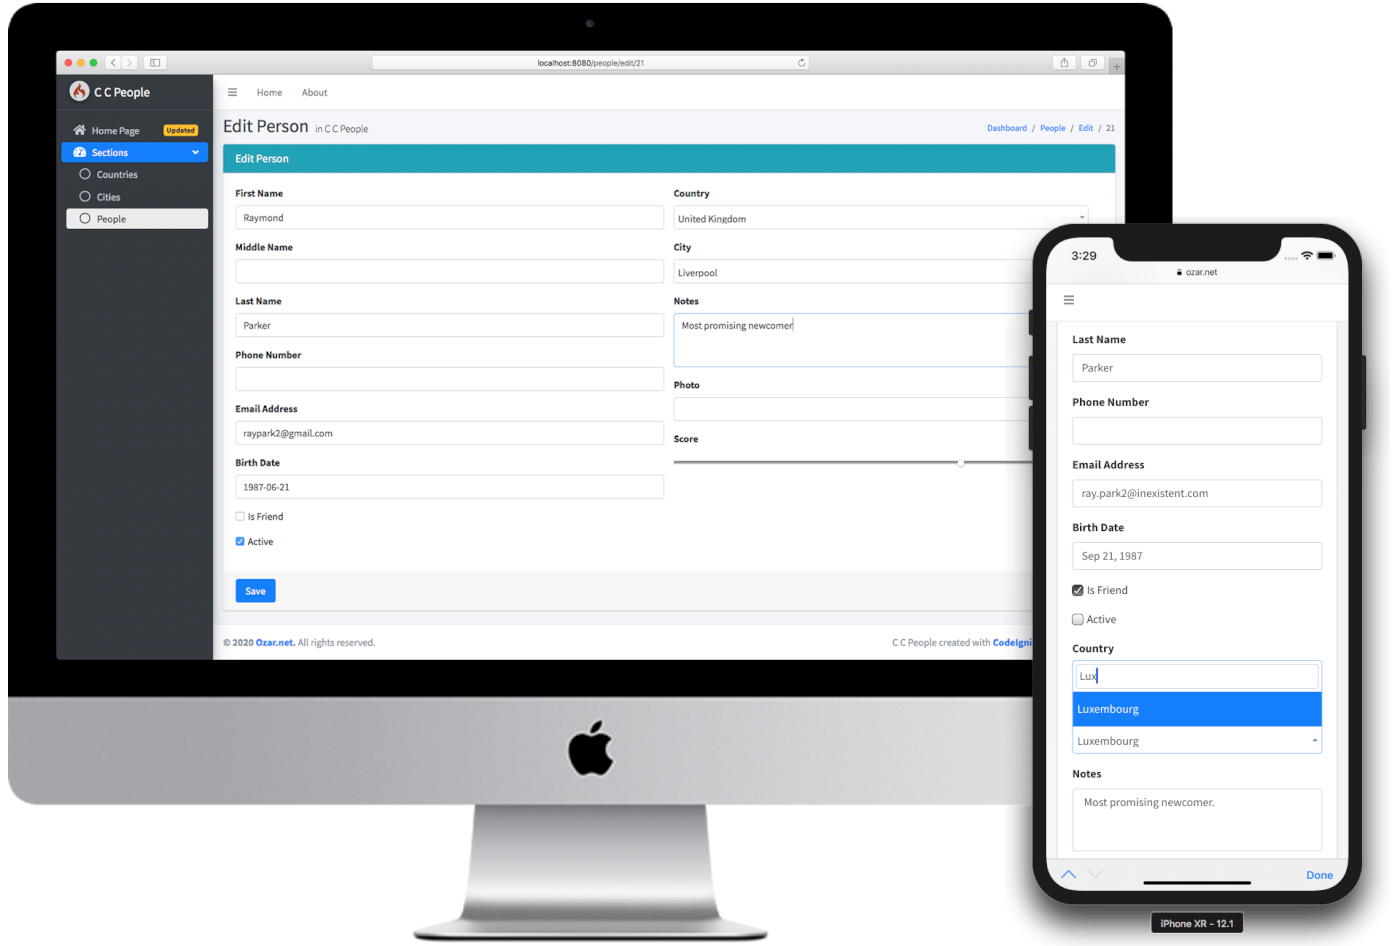 localhost:8080/people/edit/21
C C People
Home About
Home Page Updated
Sections
Countries
Cities
People
Edit Person in C C People
Dashboard / People / Edit / 21
Edit Person
First Name
Raymond
Middle Name
Last Name
Parker
Phone Number
Email Address
raypark2@gmail.com
Birth Date
1987-06-21
Is Friend
Active
Country
United Kingdom
City
Liverpool
Notes
Most promising newcomer
Photo
Score
Save
© 2020 Ozar.net. All rights reserved.
C C People created with CodeIgni
3:29
ozar.net
Last Name
Parker
Phone Number
Email Address
ray.park2@inexistent.com
Birth Date
Sep 21, 1987
Is Friend
Active
Country
Lux
Luxembourg
Luxembourg
Notes
Most promising newcomer.
Done
iPhone XR - 12.1